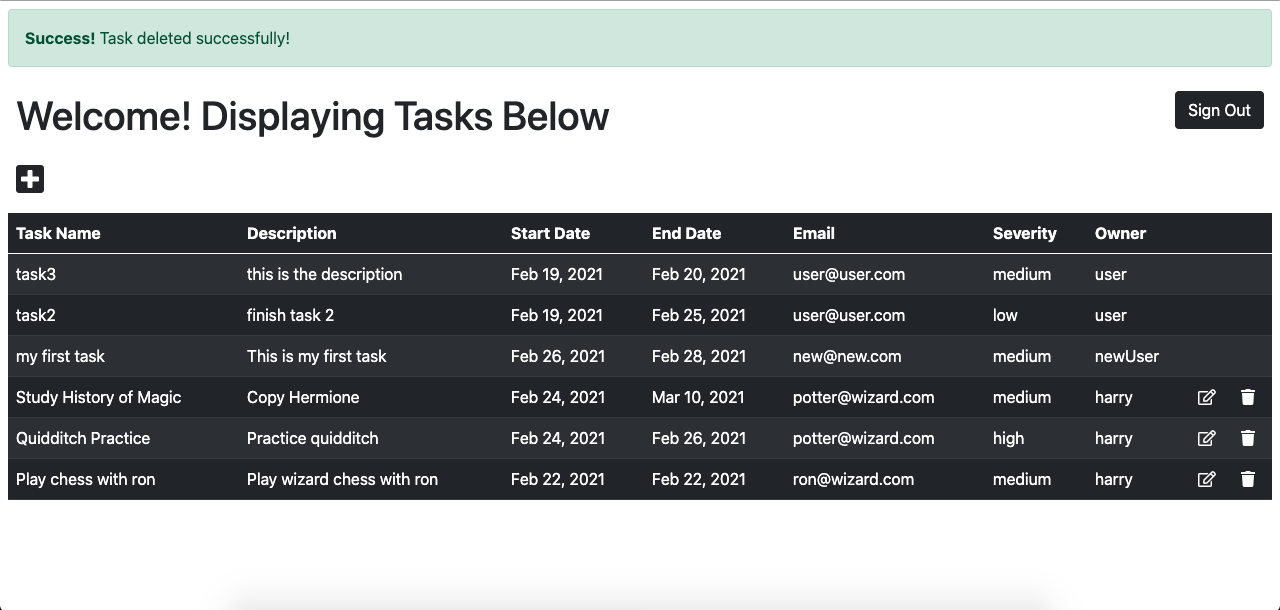 Success! Task deleted successfully!
Welcome! Displaying Tasks Below
Sign Out
Task Name Description Start Date End Date Email Severity Owner
task3 this is the description Feb 19, 2021 Feb 20, 2021 user@user.com medium user
task2 finish task 2 Feb 19, 2021 Feb 25, 2021 user@user.com low user
my first task This is my first task Feb 26, 2021 Feb 28, 2021 new@new.com medium newUser
Study History of Magic Copy Hermione Feb 24, 2021 Mar 10, 2021 potter@wizard.com medium harry
Quidditch Practice Practice quidditch Feb 24, 2021 Feb 26, 2021 potter@wizard.com high harry
Play chess with ron Play wizard chess with ron Feb 22, 2021 Feb 22, 2021 ron@wizard.com medium harry